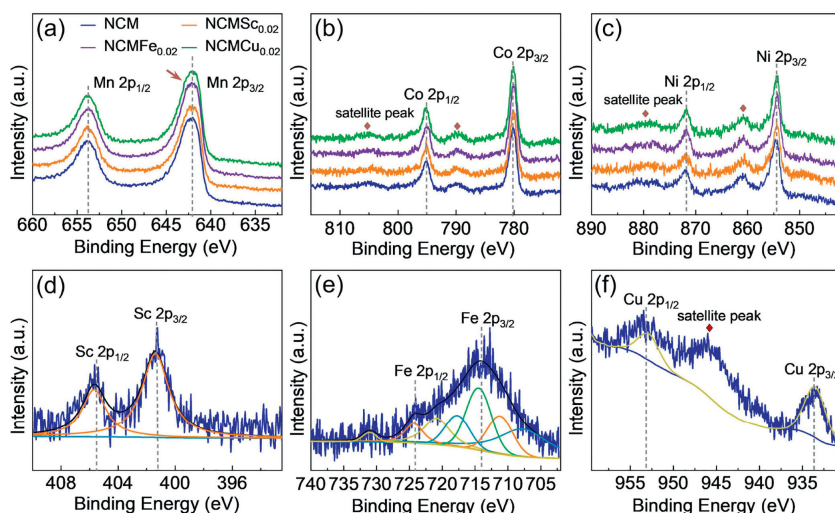 (a)
NCM
NCMSc0.02
NCMFe0.02
NCMCu0.02
Mn 2p1/2
Mn 2p3/2
Intensity (a.u.)
660 655 650 645 640 635
Binding Energy (eV)
(b)
Co 2p3/2
Co 2p1/2
satellite peak
Intensity (a.u.)
810 800 790 780
Binding Energy (eV)
(c)
Ni 2p3/2
Ni 2p1/2
satellite peak
Intensity (a.u.)
890 880 870 860 850
Binding Energy (eV)
(d)
Sc 2p3/2
Sc 2p1/2
Intensity (a.u.)
408 404 400 396
Binding Energy (eV)
(e)
Fe 2p3/2
Fe 2p1/2
Intensity (a.u.)
740 735 730 725 720 715 710 705
Binding Energy (eV)
(f)
Cu 2p1/2
satellite peak
Cu 2p3/2
Intensity (a.u.)
955 950 945 940 935
Binding Energy (eV)